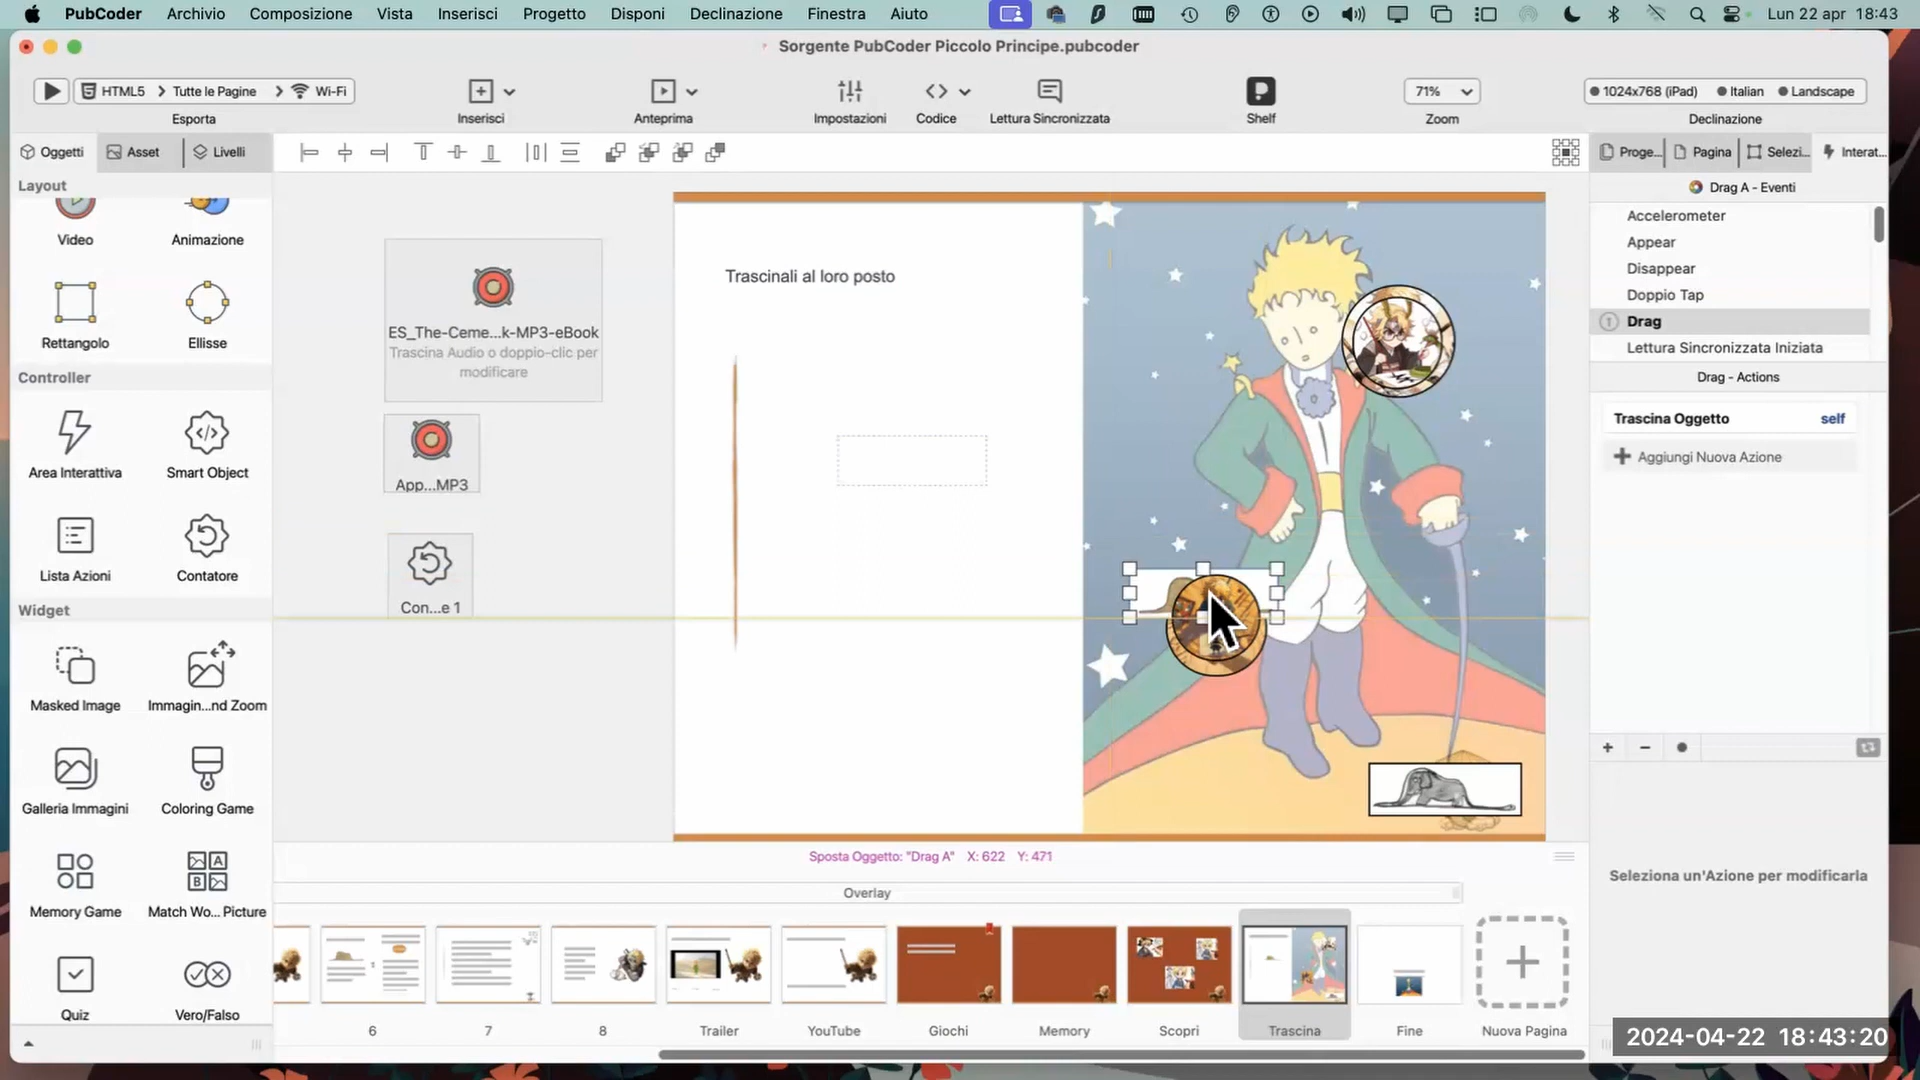 PubCoder Archivio Composizione Vista Inserisci Progetto Disponi Declinazione Finestra Aiuto Lun 22 apr 18:43
Sorgente PubCoder Piccolo Principe.pubcoder
HTML5 Tutte le Pagine Wi-Fi
71%
1024x768 (iPad) Italian Landscape
Esporta Inserisci Anteprima Impostazioni Codice Lettura Sincronizzata Shelf Zoom Declinazione
Oggetti Asset Livelli
Proge... Pagina Selezi... Interat...
Layout
Video Animazione
Rettangolo Ellisse
Controller
Area Interattiva Smart Object
Lista Azioni Contatore
Widget
Masked Image Immagin...nd Zoom
Galleria Immagini Coloring Game
Memory Game Match Wo... Picture
Quiz Vero/Falso
ES_The-Ceme...k-MP3-eBook
Trascina Audio o doppio-clic per
modificare
App...MP3
Con...e 1
Trascinali al loro posto
Drag A - Eventi
Accelerometer
Appear
Disappear
Doppio Tap
Drag
Lettura Sincronizzata Iniziata
Drag - Actions
Trascina Oggetto self
Aggiungi Nuova Azione
Seleziona un'Azione per modificarla
Sposta Oggetto: "Drag A" X: 622 Y: 471
Overlay
6 7 8 Trailer YouTube Giochi Memory Scopri Trascina Fine Nuova Pagina
2024-04-22 18:43:20